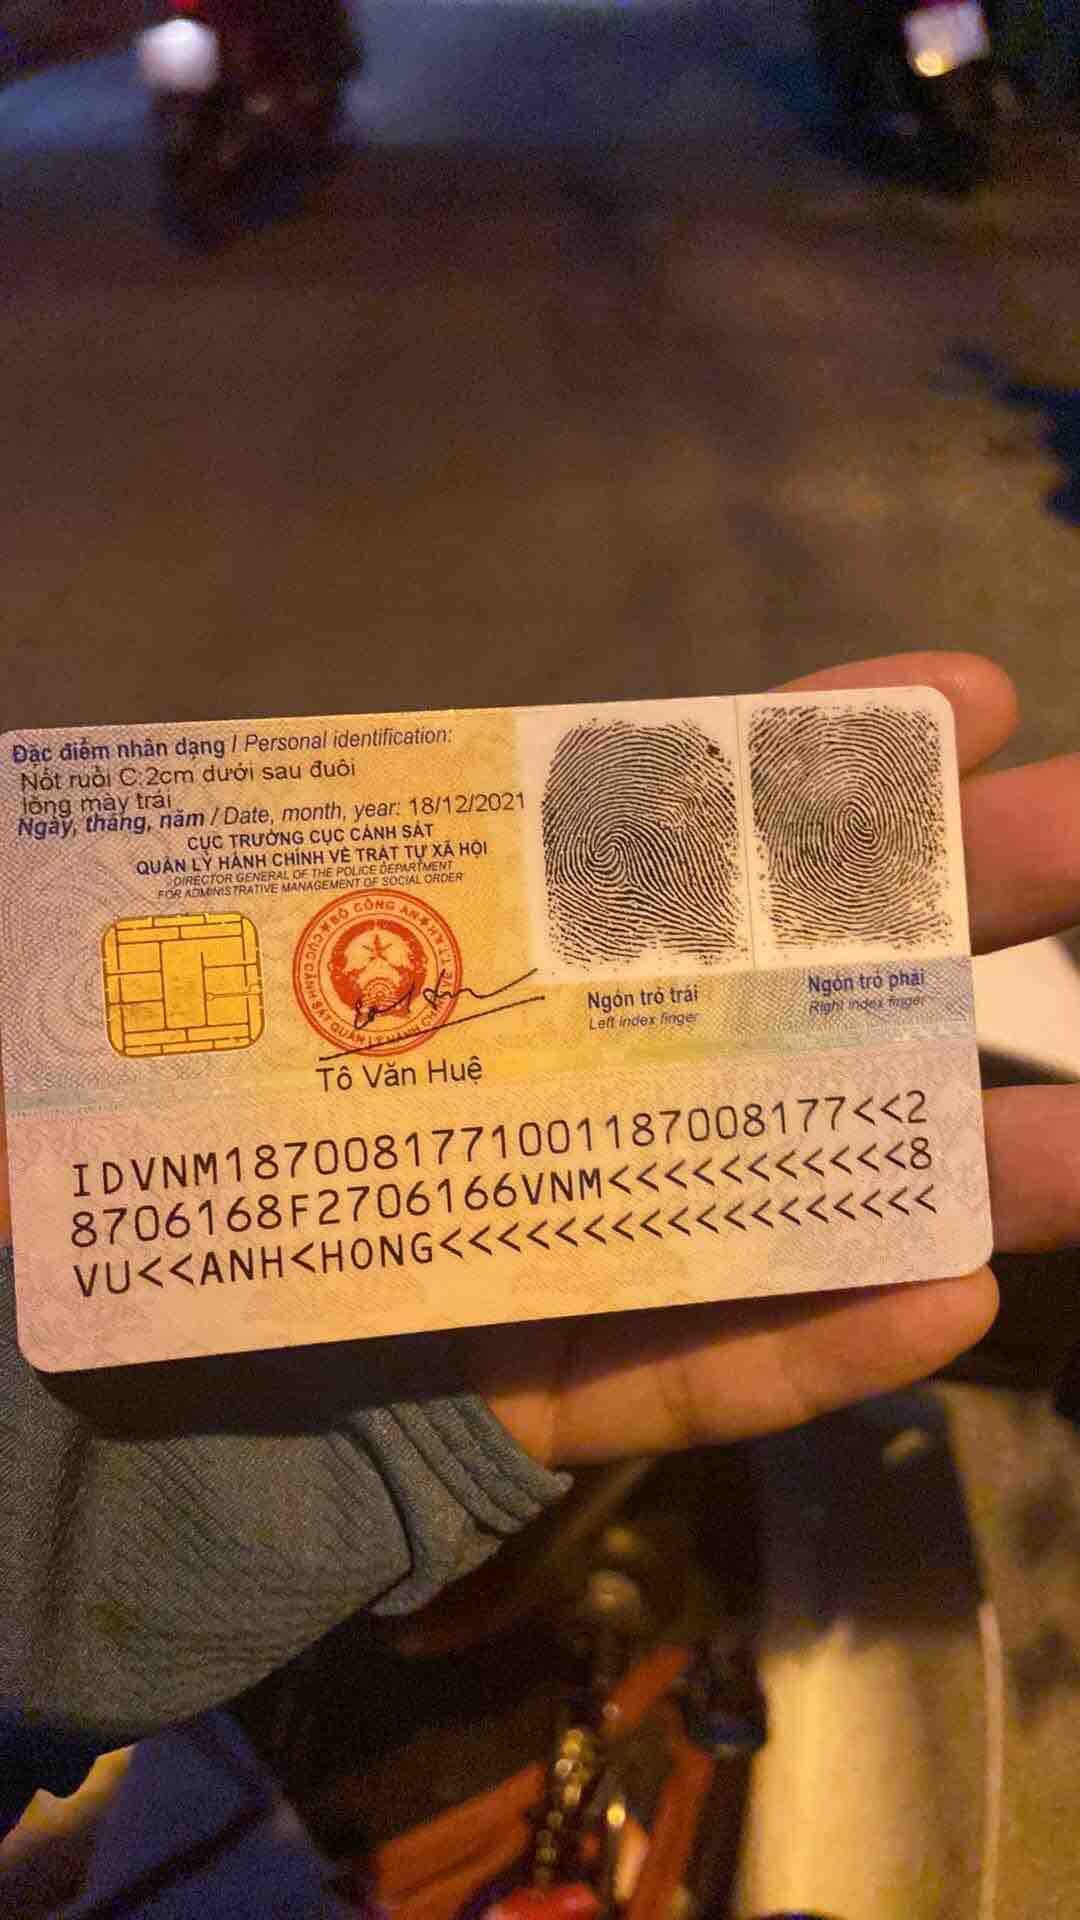 Đặc điểm nhân dạng / Personal identification:
Nốt ruồi C:2cm dưới sau đuôi
lông mày trái
Ngày, tháng, năm / Date, month, year: 18/12/2021
CỤC TRƯỞNG CỤC CẢNH SÁT
QUẢN LÝ HÀNH CHÍNH VỀ TRẬT TỰ XÃ HỘI
DIRECTOR GENERAL OF THE POLICE DEPARTMENT
FOR ADMINISTRATIVE MANAGEMENT OF SOCIAL ORDER
BỘ CÔNG AN
Tô Văn Huệ
Ngón trỏ trái
Left index finger
Ngón trỏ phải
Right index finger
IDVNM1870081771001187008177<<2
8706168F2706166VNM<<<<<<<<<<<8
VU<<ANH<HONG<<<<<<<<<<<<<<<<<<